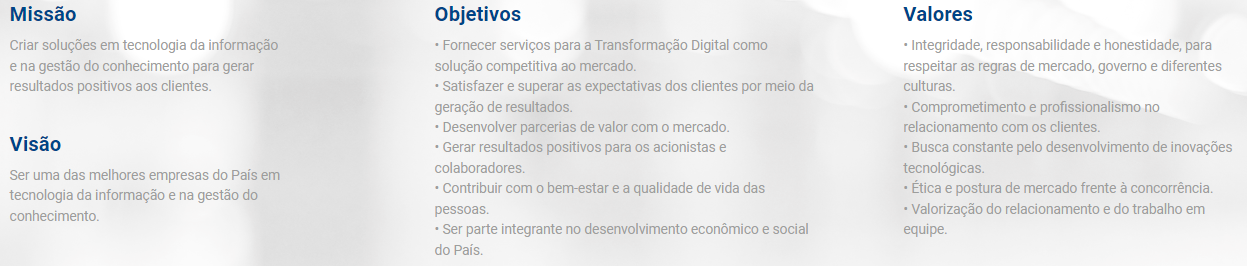 Missão
Criar soluções em tecnologia da informação
e na gestão do conhecimento para gerar
resultados positivos aos clientes.
Visão
Ser uma das melhores empresas do País em
tecnologia da informação e na gestão do
conhecimento.
Objetivos
• Fornecer serviços para a Transformação Digital como
solução competitiva ao mercado.
• Satisfazer e superar as expectativas dos clientes por meio da
geração de resultados.
• Desenvolver parcerias de valor com o mercado.
• Gerar resultados positivos para os acionistas e
colaboradores.
• Contribuir com o bem-estar e a qualidade de vida das
pessoas.
• Ser parte integrante no desenvolvimento econômico e social
do País.
Valores
• Integridade, responsabilidade e honestidade, para
respeitar as regras de mercado, governo e diferentes
culturas.
• Comprometimento e profissionalismo no
relacionamento com os clientes.
• Busca constante pelo desenvolvimento de inovações
tecnológicas.
• Ética e postura de mercado frente à concorrência.
• Valorização do relacionamento e do trabalho em
equipe.